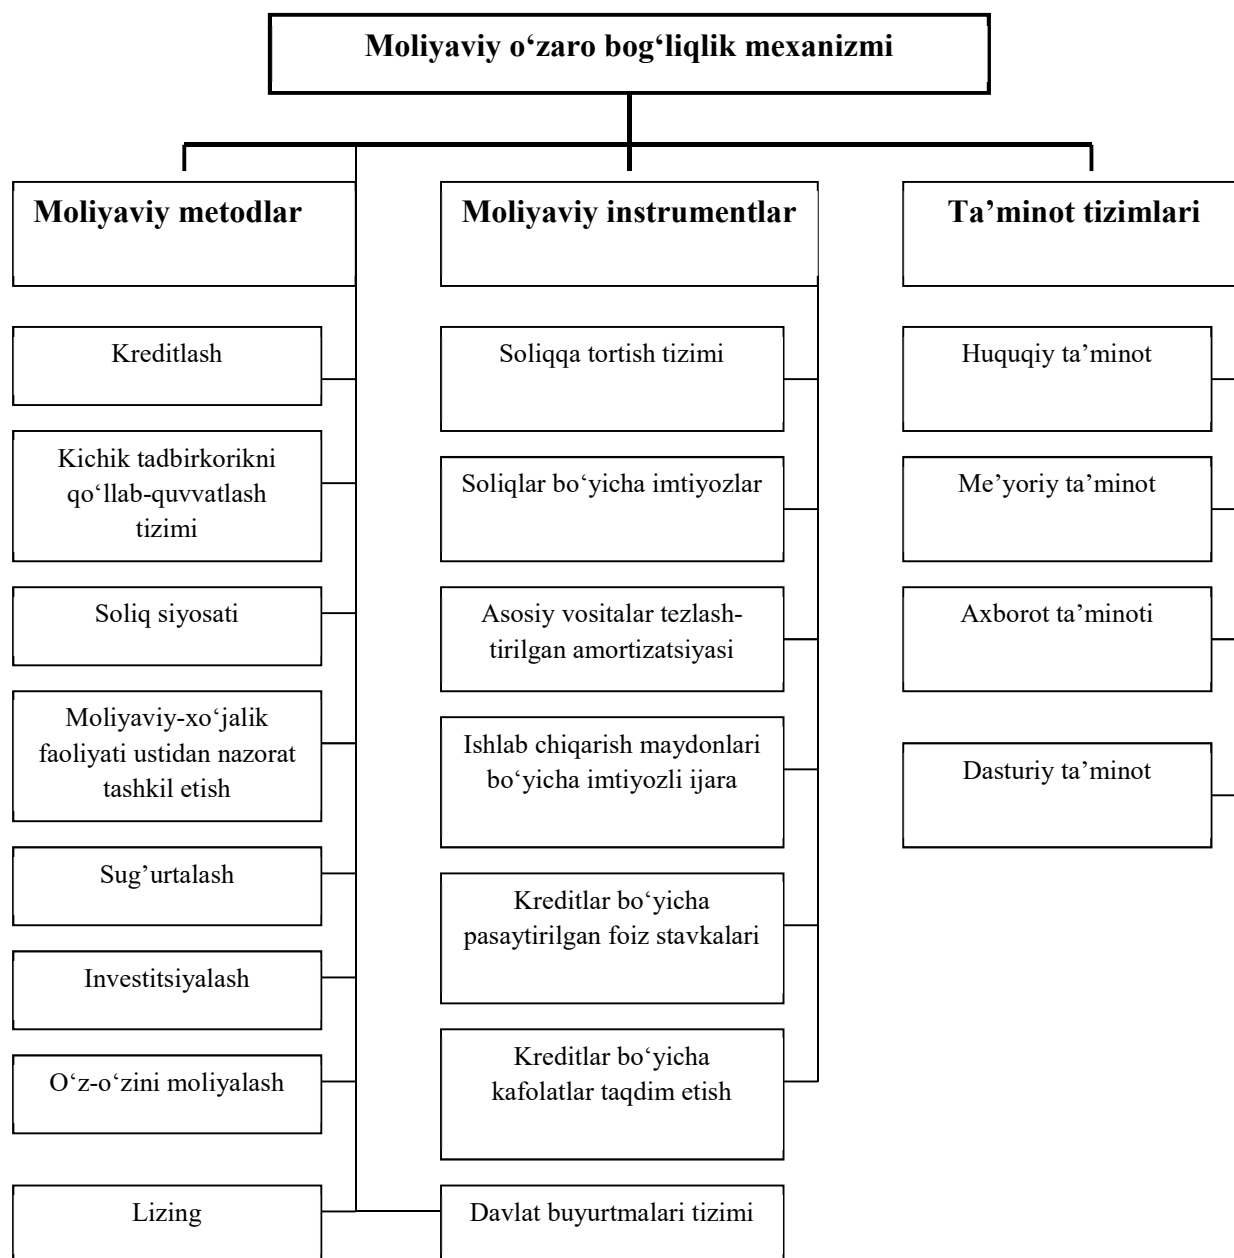 Moliyaviy o‘zaro bog‘liqlik mexanizmi
Moliyaviy metodlar
Kreditlash
Kichik tadbirkorikni
qo‘llab-quvvatlash
tizimi
Soliq siyosati
Moliyaviy-xo‘jalik
faoliyati ustidan nazorat
tashkil etish
Sug’urtalash
Investitsiyalash
O‘z-o‘zini moliyalash
Lizing
Moliyaviy instrumentlar
Soliqqa tortish tizimi
Soliqlar bo‘yicha imtiyozlar
Asosiy vositalar tezlash-
tirilgan amortizatsiyasi
Ishlab chiqarish maydonlari
bo‘yicha imtiyozli ijara
Kreditlar bo‘yicha
pasaytirilgan foiz stavkalari
Kreditlar bo‘yicha
kafolatlar taqdim etish
Davlat buyurtmalari tizimi
Ta’minot tizimlari
Huquqiy ta’minot
Me’yoriy ta’minot
Axborot ta’minoti
Dasturiy ta’minot